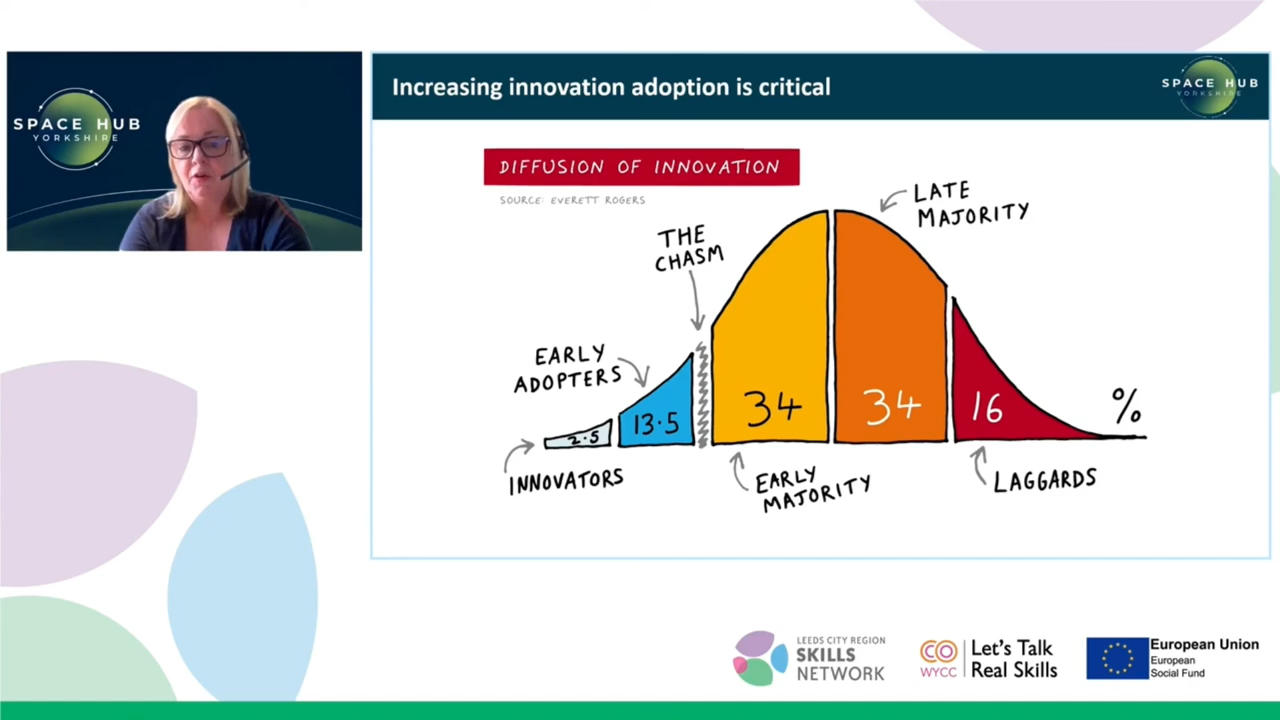 SPACE HUB
YORKSHIRE
Increasing innovation adoption is critical
SPACE HUB
YORKSHIRE
DIFFUSION OF INNOVATION
SOURCE: EVERETT ROGERS
THE
CHASM
LATE
MAJORITY
EARLY
ADOPTERS
2.5
13.5
34
34
16
%
INNOVATORS
EARLY
MAJORITY
LAGGARDS
LEEDS CITY REGION
SKILLS
NETWORK
CO
WYCC
Let's Talk
Real Skills
European Union
European
Social Fund